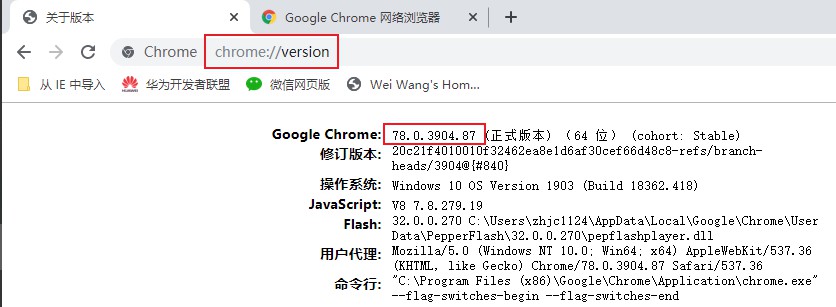 关于版本
Google Chrome 网络浏览器
Chrome
chrome://version
从 IE 中导入
华为开发者联盟
微信网页版
Wei Wang's Hom...
Google Chrome: 78.0.3904.87 (正式版本) （64 位） (cohort: Stable)
修订版本: 20c21f4010010f32462ea8e1d6af30cef66d48c8-refs/branch-
heads/3904@{#840}
操作系统: Windows 10 OS Version 1903 (Build 18362.418)
JavaScript: V8 7.8.279.19
Flash: 32.0.0.270 C:\Users\zhjc1124\AppData\Local\Google\Chrome\User
Data\PepperFlash\32.0.0.270\pepflashplayer.dll
用户代理: Mozilla/5.0 (Windows NT 10.0; Win64; x64) AppleWebKit/537.36
(KHTML, like Gecko) Chrome/78.0.3904.87 Safari/537.36
命令行: "C:\Program Files (x86)\Google\Chrome\Application\chrome.exe"
--flag-switches-begin --flag-switches-end